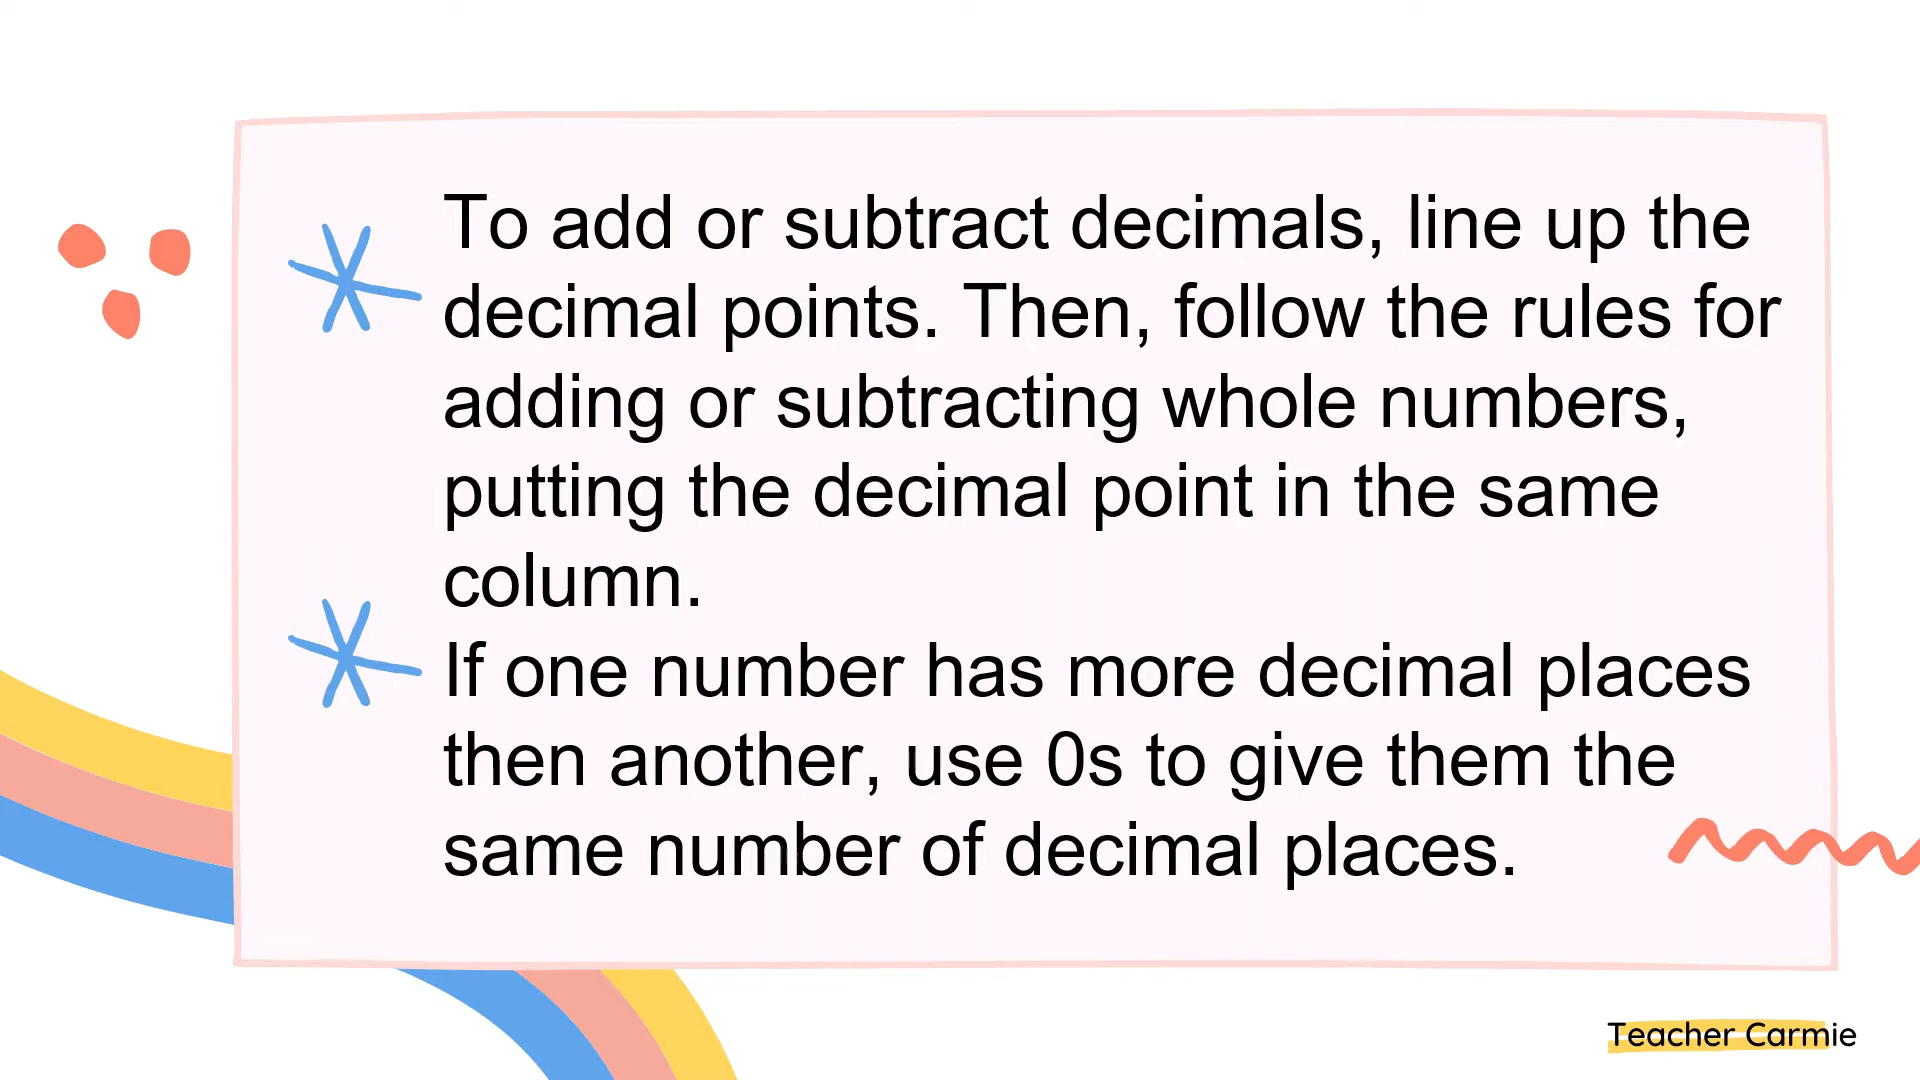 To add or subtract decimals, line up the
decimal points. Then, follow the rules for
adding or subtracting whole numbers,
putting the decimal point in the same
column.
If one number has more decimal places
then another, use 0s to give them the
same number of decimal places.
Teacher Carmie